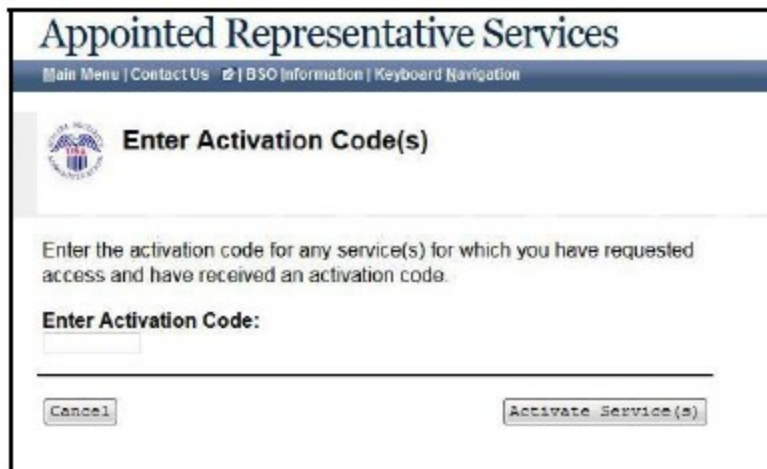 Appointed Representative Services
Main Menu | Contact Us | BSO Information | Keyboard Navigation
USA
Enter Activation Code(s)
Enter the activation code for any service(s) for which you have requested
access and have received an activation code.
Enter Activation Code:
Cancel
Activate Service(s)